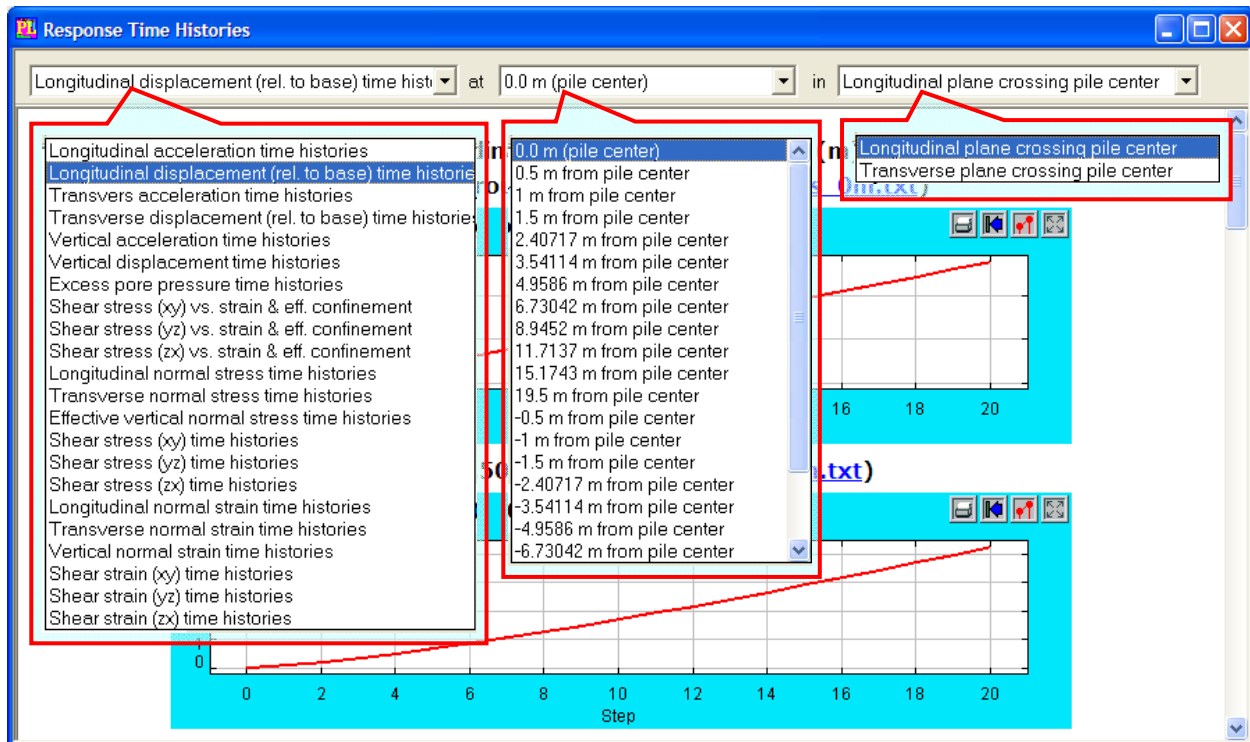 Response Time Histories
Longitudinal displacement (rel. to base) time hist at 0.0 m (pile center) in Longitudinal plane crossing pile center
Longitudinal acceleration time histories
Longitudinal displacement (rel. to base) time historie
Transvers acceleration time histories
Transverse displacement (rel. to base) time histories
Vertical acceleration time histories
Vertical displacement time histories
Excess pore pressure time histories
Shear stress (xy) vs. strain & eff. confinement
Shear stress (yz) vs. strain & eff. confinement
Shear stress (zx) vs. strain & eff. confinement
Longitudinal normal stress time histories
Transverse normal stress time histories
Effective vertical normal stress time histories
Shear stress (xy) time histories
Shear stress (yz) time histories
Shear stress (zx) time histories
Longitudinal normal strain time histories
Transverse normal strain time histories
Vertical normal strain time histories
Shear strain (xy) time histories
Shear strain (yz) time histories
Shear strain (zx) time histories
0.0 m (pile center)
0.5 m from pile center
1 m from pile center
1.5 m from pile center
2.40717 m from pile center
3.54114 m from pile center
4.9586 m from pile center
6.73042 m from pile center
8.9452 m from pile center
11.7137 m from pile center
15.1743 m from pile center
19.5 m from pile center
-0.5 m from pile center
-1 m from pile center
-1.5 m from pile center
-2.40717 m from pile center
-3.54114 m from pile center
-4.9586 m from pile center
-6.73042 m from pile center
Longitudinal plane crossing pile center
Transverse plane crossing pile center
16 18 20
.txt)
0
0 2 4 6 8 10 12 14 16 18 20
Step